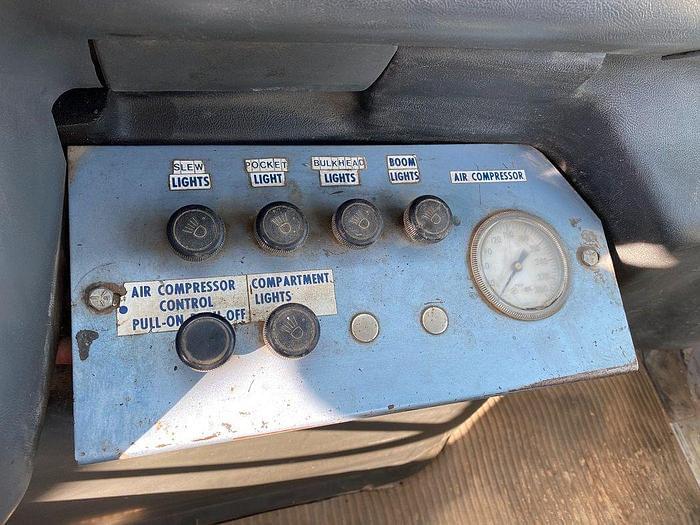 SLEW
LIGHTS
POCKET
LIGHT
BULKHEAD
LIGHTS
BOOM
LIGHTS
AIR COMPRESSOR
AIR COMPRESSOR
CONTROL
PULL-ON OFF
COMPARTMENT
LIGHTS